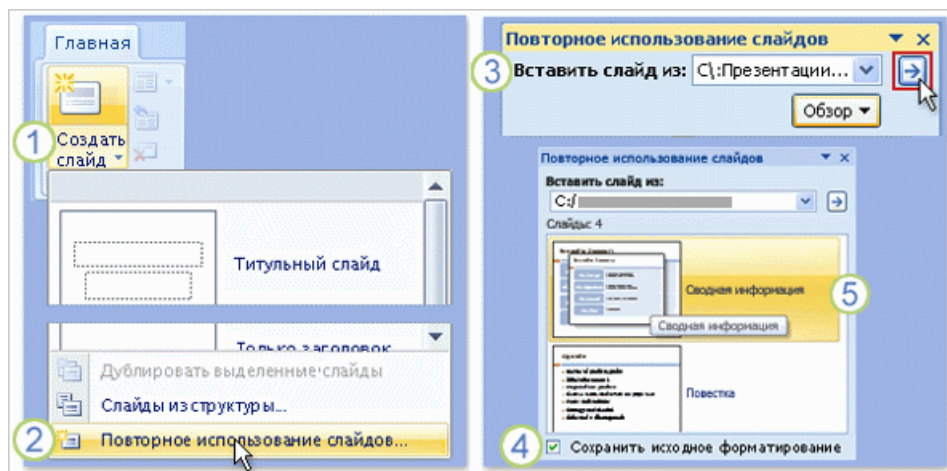 Главная
1
Создать
слайд
Титульный слайд
Только заголовок
Дублировать выделенные слайды
Слайды из структуры...
2
Повторное использование слайдов...
Повторное использование слайдов
3
Вставить слайд из: C\:Презентации...
Обзор
Повторное использование слайдов
Вставить слайд из:
C:/
Слайды: 4
Сводная информация
5
Сводная информация
Повестка
4
Сохранить исходное форматирование